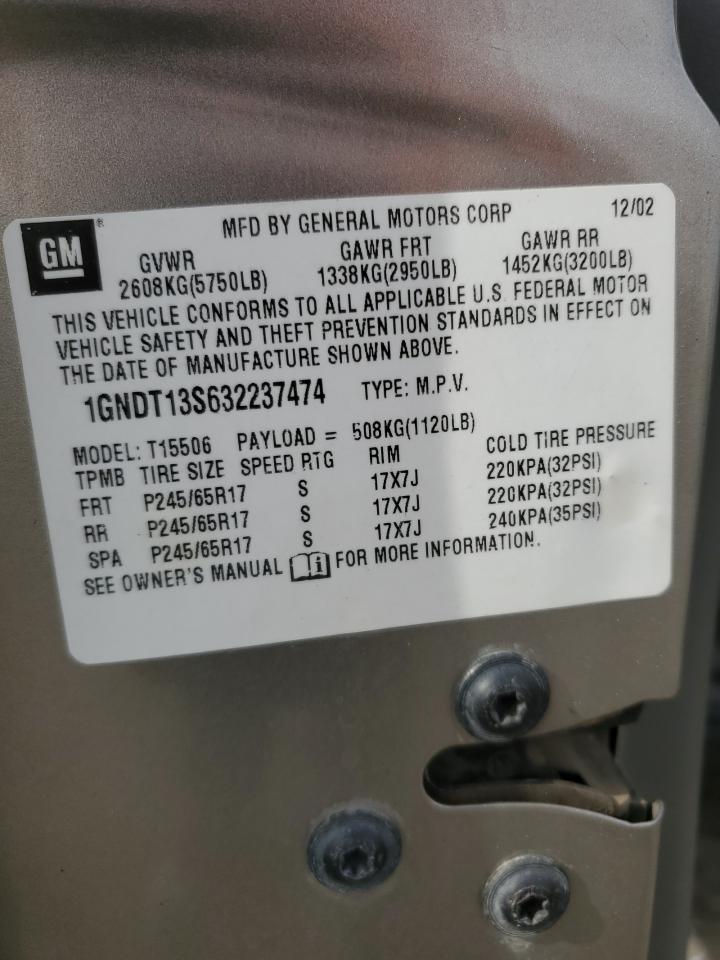 GM ®
MFD BY GENERAL MOTORS CORP 12/02
GVWR GAWR FRT GAWR RR
2608KG(5750LB) 1338KG(2950LB) 1452KG(3200LB)
THIS VEHICLE CONFORMS TO ALL APPLICABLE U.S. FEDERAL MOTOR
VEHICLE SAFETY AND THEFT PREVENTION STANDARDS IN EFFECT ON
THE DATE OF MANUFACTURE SHOWN ABOVE.
1GNDT13S632237474 TYPE: M.P.V.
MODEL: T15506 PAYLOAD = 508KG(1120LB)
TPMB TIRE SIZE SPEED RTG RIM COLD TIRE PRESSURE
FRT P245/65R17 S 17X7J 220KPA(32PSI)
RR P245/65R17 S 17X7J 220KPA(32PSI)
SPA P245/65R17 S 17X7J 240KPA(35PSI)
SEE OWNER'S MANUAL i FOR MORE INFORMATION.